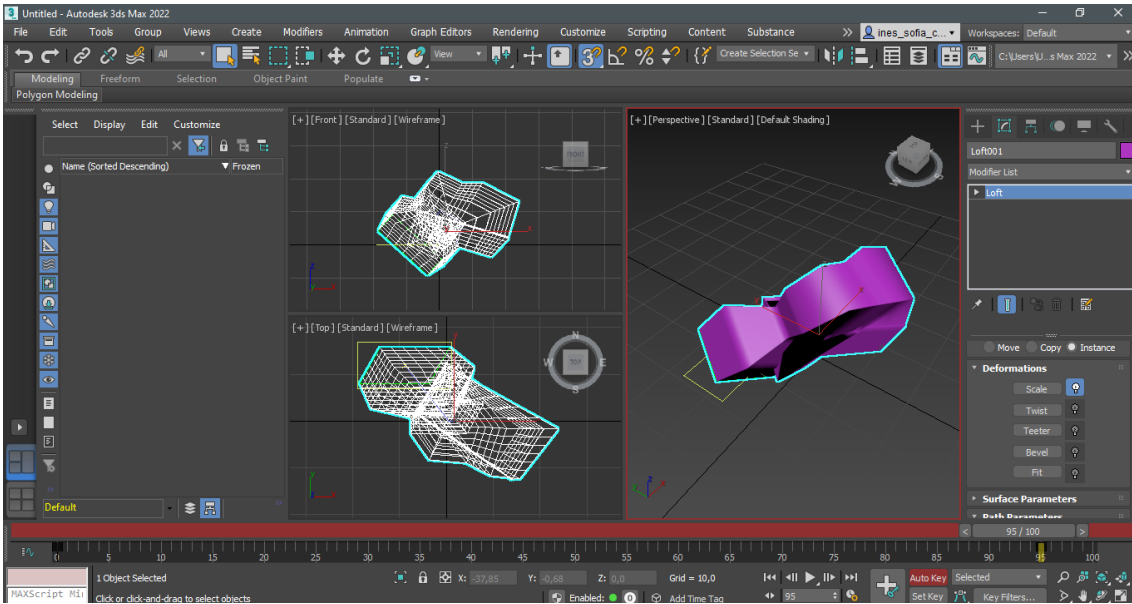 3 Untitled - Autodesk 3ds Max 2022
File Edit Tools Group Views Create Modifiers Animation Graph Editors Rendering Customize Scripting Content Substance ines_sofia_c... Workspaces: Default
All View Create Selection Se C:\Users\U...s Max 2022
Modeling Freeform Selection Object Paint Populate
Polygon Modeling
Select Display Edit Customize
Name (Sorted Descending) Frozen
Default
[+] [Front ] [Standard ] [Wireframe ]
FRONT
z
x
z
y
[+] [Top ] [Standard ] [Wireframe ]
y
N
W TOP E
S
y
[+] [Perspective ] [Standard ] [Default Shading ]
x
z
x
Loft001
Modifier List
Loft
Move Copy Instance
Deformations
Scale
Twist
Teeter
Bevel
Fit
Surface Parameters
Path Parameters
< 95 / 100 >
5 10 15 20 25 30 35 40 45 50 55 60 65 70 75 80 85 90 95 100
1 Object Selected X: -37,85 Y: -0,68 Z: 0,0 Grid = 10,0 Auto Key Selected
MAXScript Mi Click or click-and-drag to select objects Enabled: 0 Add Time Tag 95 Set Key Key Filters...